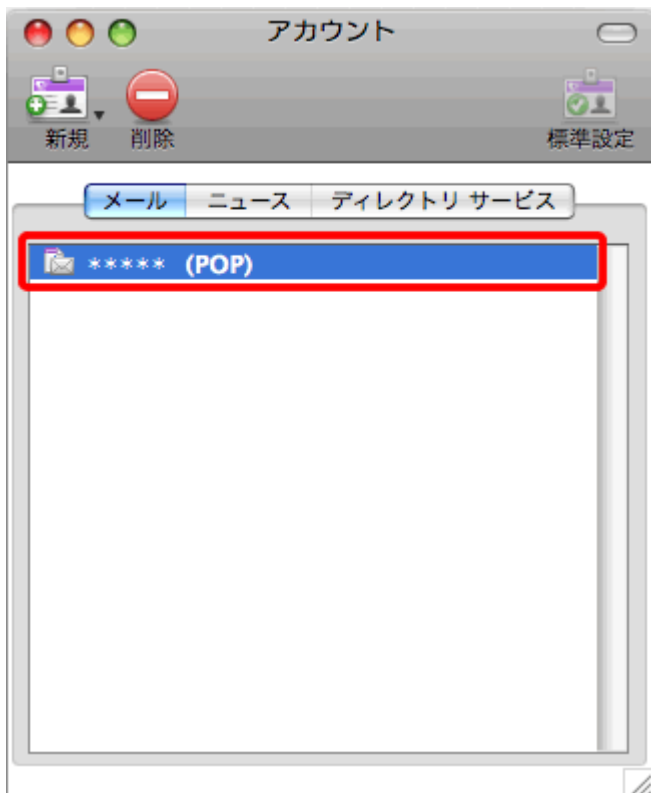 アカウント
新規 削除 標準設定
メール ニュース ディレクトリ サービス
***** (POP)